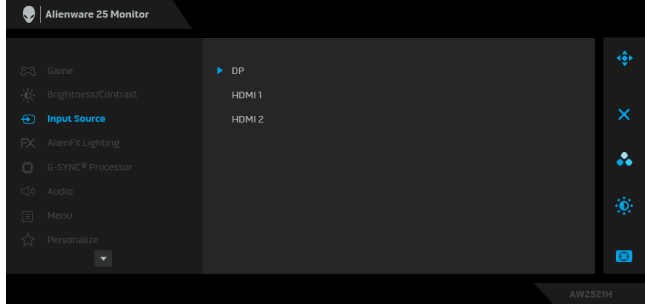 Alienware 25 Monitor
Game
Brightness/Contrast
Input Source
AlienFX Lighting
G-SYNC® Processor
Audio
Menu
Personalize
DP
HDMI 1
HDMI 2
AW2521H